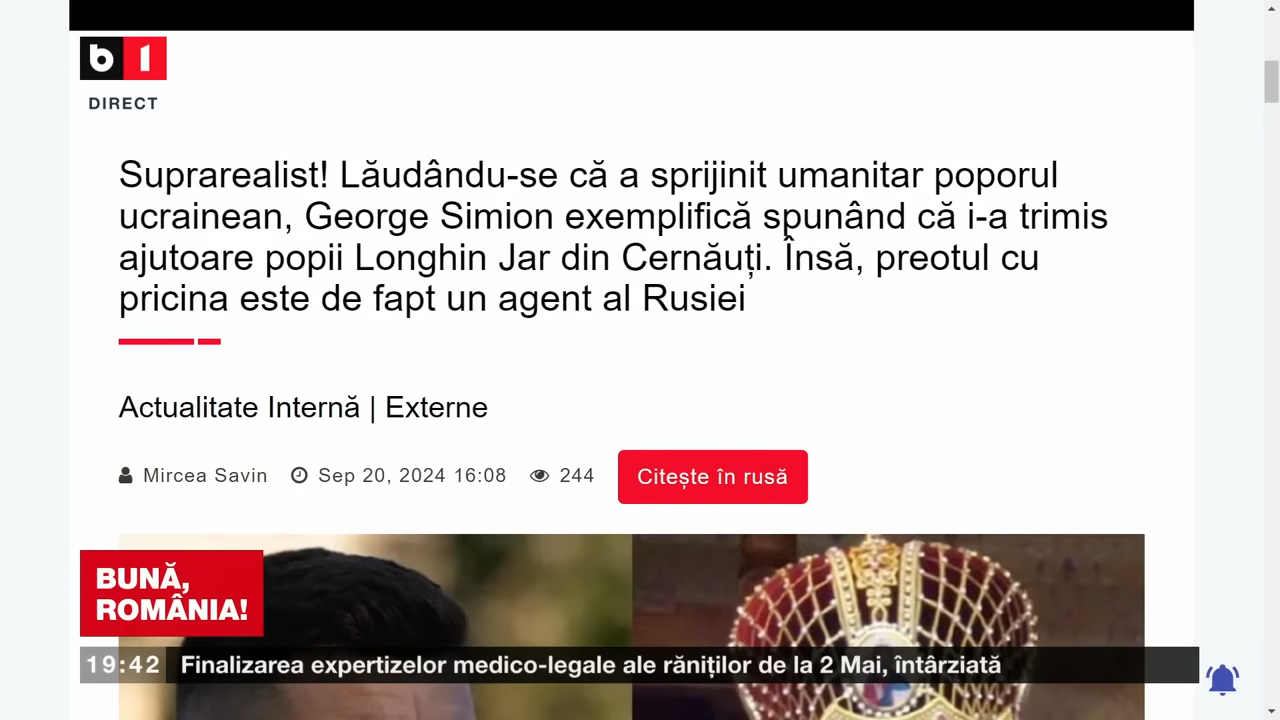 b1
DIRECT
Suprarealist! Lăudându-se că a sprijinit umanitar poporul
ucrainean, George Simion exemplifică spunând că i-a trimis
ajutoare popii Longhin Jar din Cernăuți. Însă, preotul cu
pricina este de fapt un agent al Rusiei
Actualitate Internă | Externe
Mircea Savin Sep 20, 2024 16:08 244 Citește în rusă
BUNĂ,
ROMÂNIA!
19:42 Finalizarea expertizelor medico-legale ale răniților de la 2 Mai, întârziată